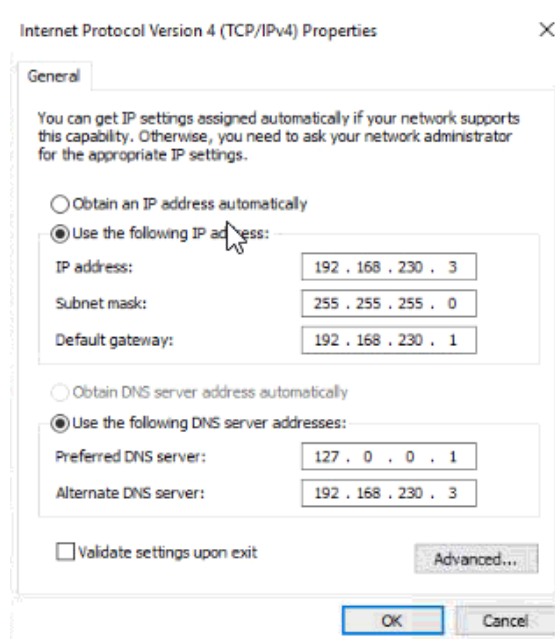 Internet Protocol Version 4 (TCP/IPv4) Properties
General
You can get IP settings assigned automatically if your network supports
this capability. Otherwise, you need to ask your network administrator
for the appropriate IP settings.
Obtain an IP address automatically
Use the following IP address:
IP address: 192 . 168 . 230 . 3
Subnet mask: 255 . 255 . 255 . 0
Default gateway: 192 . 168 . 230 . 1
Obtain DNS server address automatically
Use the following DNS server addresses:
Preferred DNS server: 127 . 0 . 0 . 1
Alternate DNS server: 192 . 168 . 230 . 3
Validate settings upon exit
Advanced...
OK Cancel